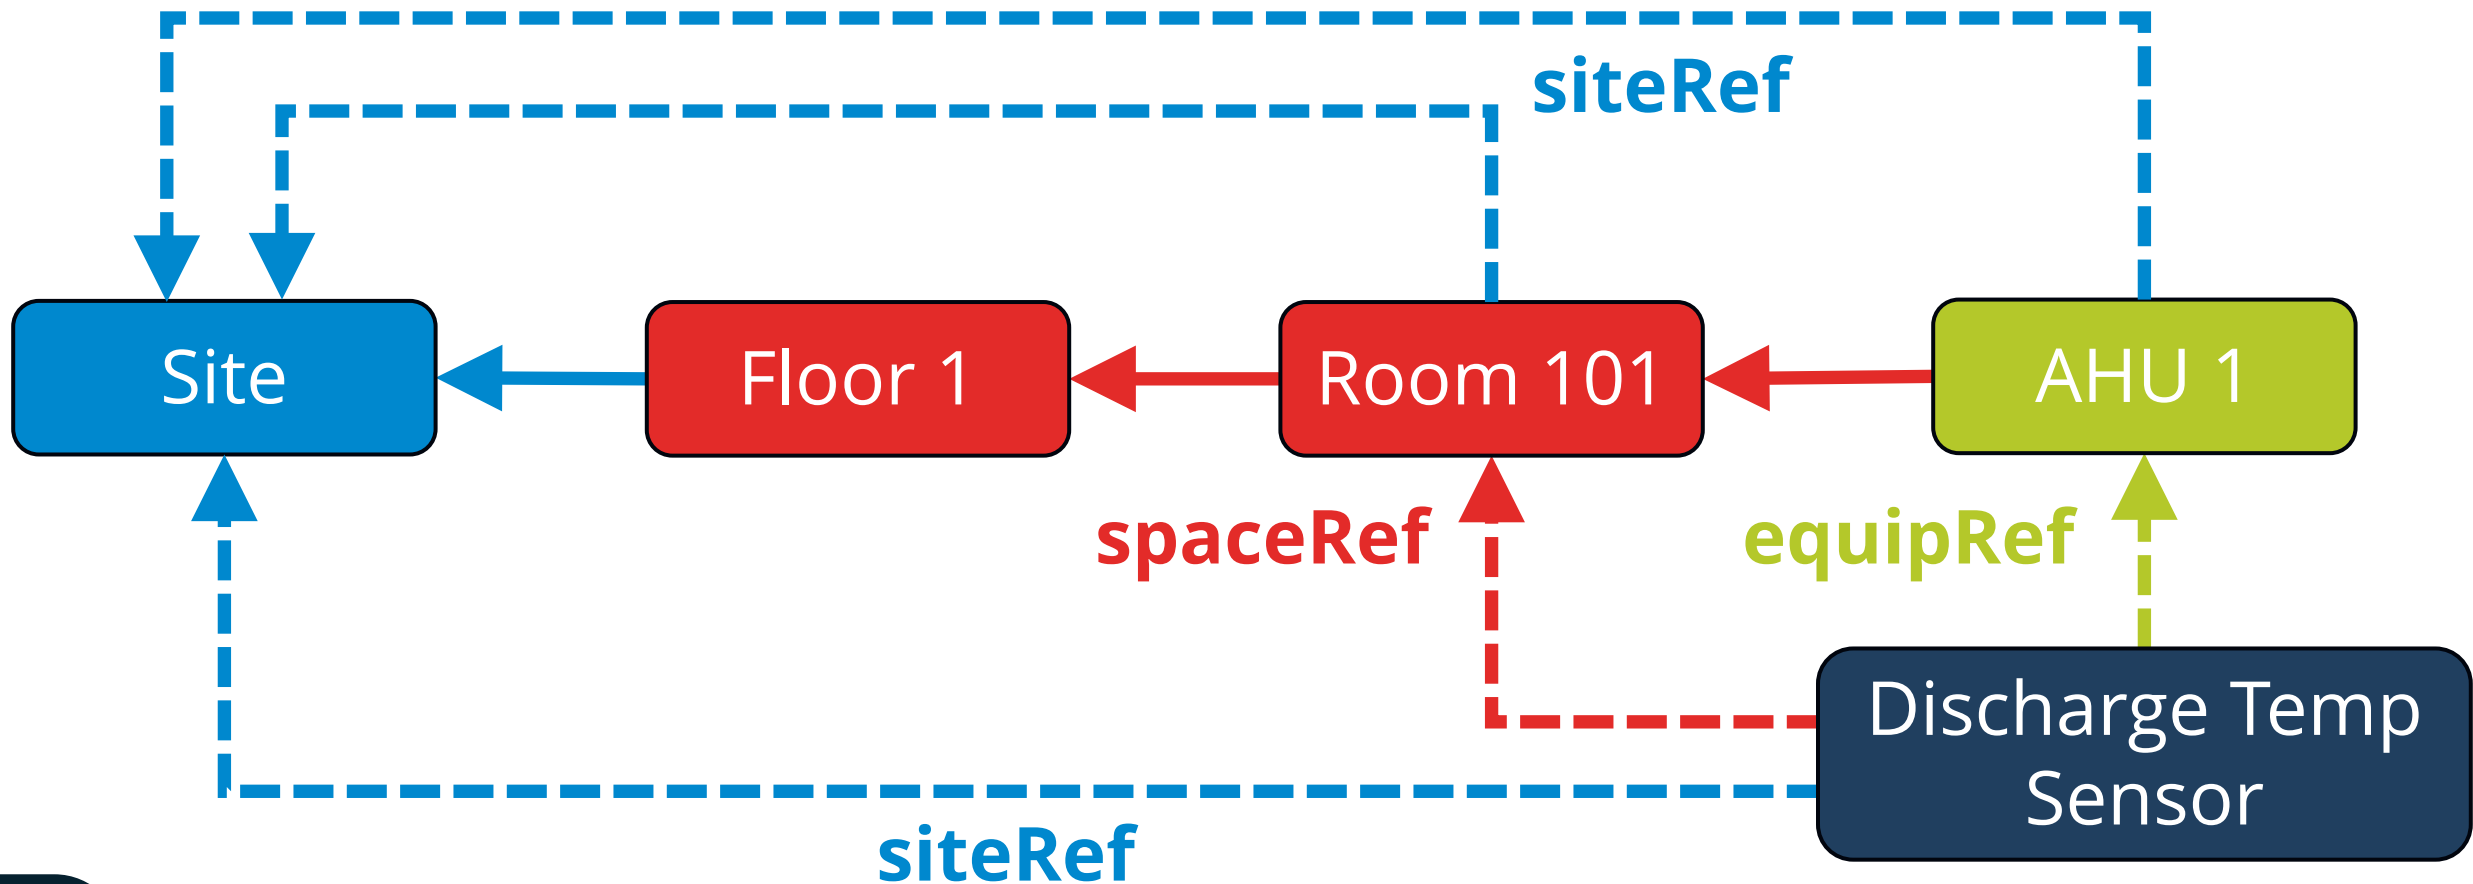 siteRef
Site
Floor 1
Room 101
AHU 1
spaceRef
equipRef
Discharge Temp
Sensor
siteRef